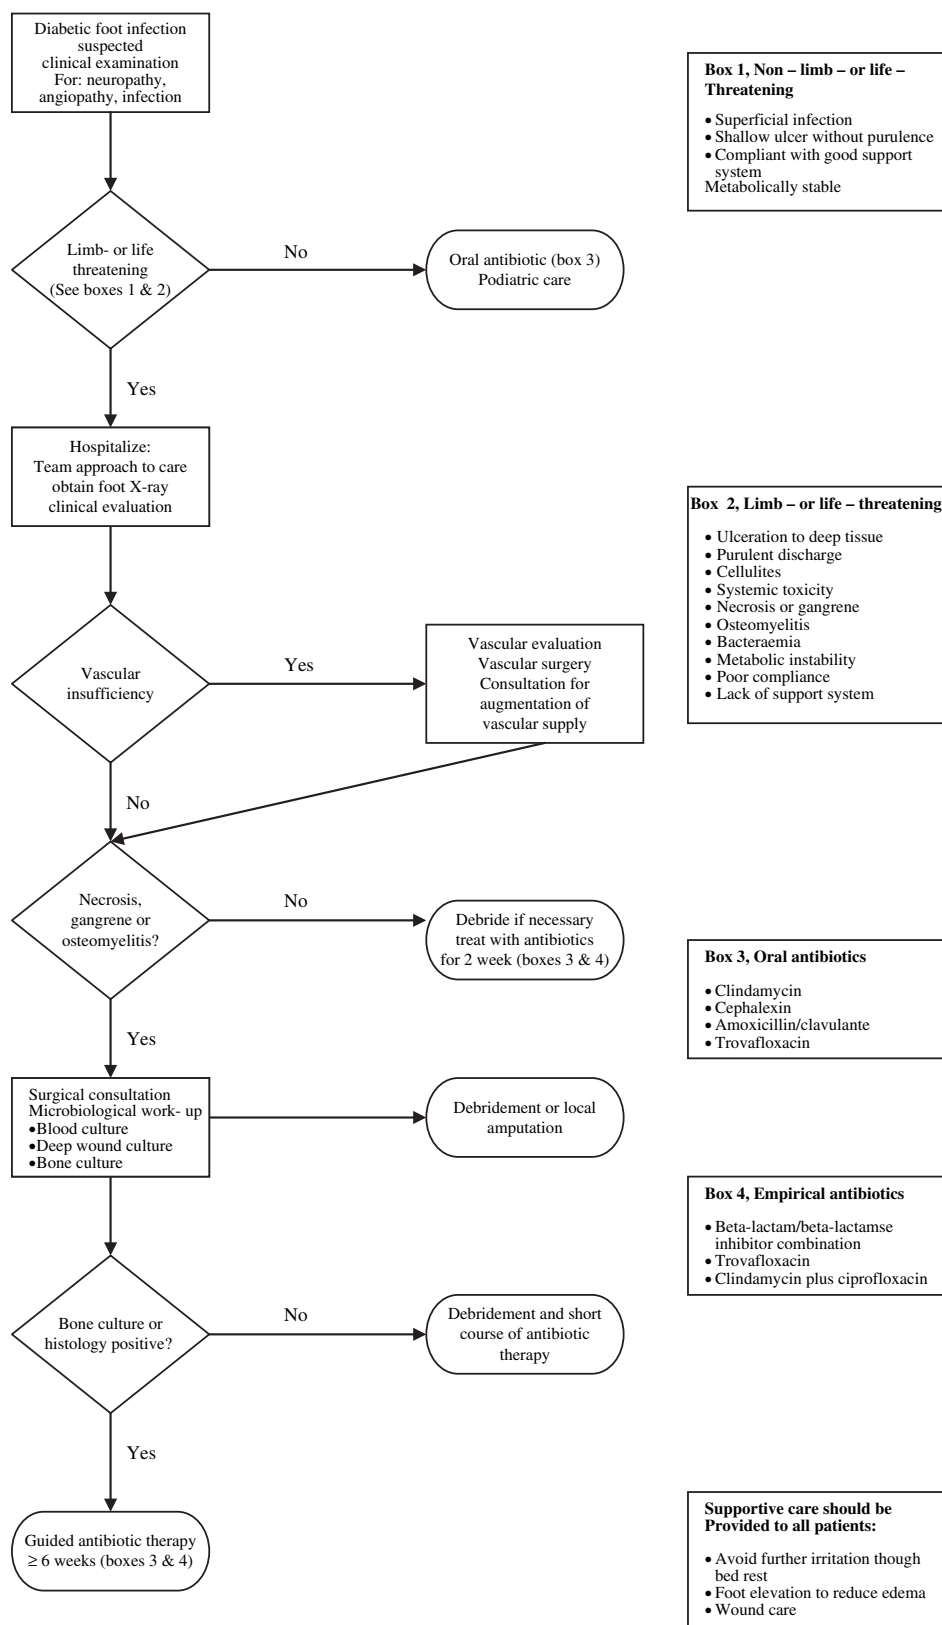 Diabetic foot infection
suspected
clinical examination
For: neuropathy,
angiopathy, infection
Limb- or life
threatening
(See boxes 1 & 2)
No
Oral antibiotic (box 3)
Podiatric care
Yes
Hospitalize:
Team approach to care
obtain foot X-ray
clinical evaluation
Vascular
insufficiency
Yes
Vascular evaluation
Vascular surgery
Consultation for
augmentation of
vascular supply
No
Necrosis,
gangrene or
osteomyelitis?
No
Debride if necessary
treat with antibiotics
for 2 week (boxes 3 & 4)
Yes
Surgical consultation
Microbiological work- up
•Blood culture
•Deep wound culture
•Bone culture
Debridement or local
amputation
Bone culture or
histology positive?
No
Debridement and short
course of antibiotic
therapy
Yes
Guided antibiotic therapy
≥ 6 weeks (boxes 3 & 4)
Box 1, Non – limb – or life –
Threatening
• Superficial infection
• Shallow ulcer without purulence
• Compliant with good support
system
Metabolically stable
Box 2, Limb – or life – threatening
• Ulceration to deep tissue
• Purulent discharge
• Cellulites
• Systemic toxicity
• Necrosis or gangrene
• Osteomyelitis
• Bacteraemia
• Metabolic instability
• Poor compliance
• Lack of support system
Box 3, Oral antibiotics
• Clindamycin
• Cephalexin
• Amoxicillin/clavulante
• Trovafloxacin
Box 4, Empirical antibiotics
• Beta-lactam/beta-lactamse
inhibitor combination
• Trovafloxacin
• Clindamycin plus ciprofloxacin
Supportive care should be
Provided to all patients:
• Avoid further irritation though
bed rest
• Foot elevation to reduce edema
• Wound care